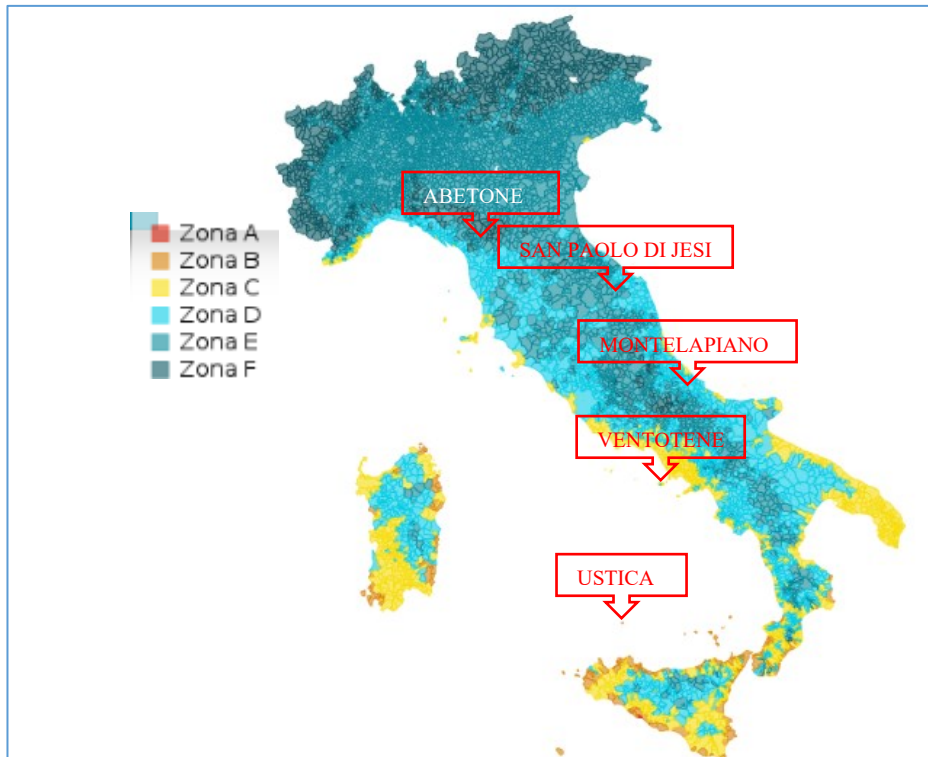 ABETONE
SAN PAOLO DI JESI
Zona A
Zona B
Zona C
Zona D
Zona E
Zona F
MONTELAPIANO
VENTOTENE
USTICA